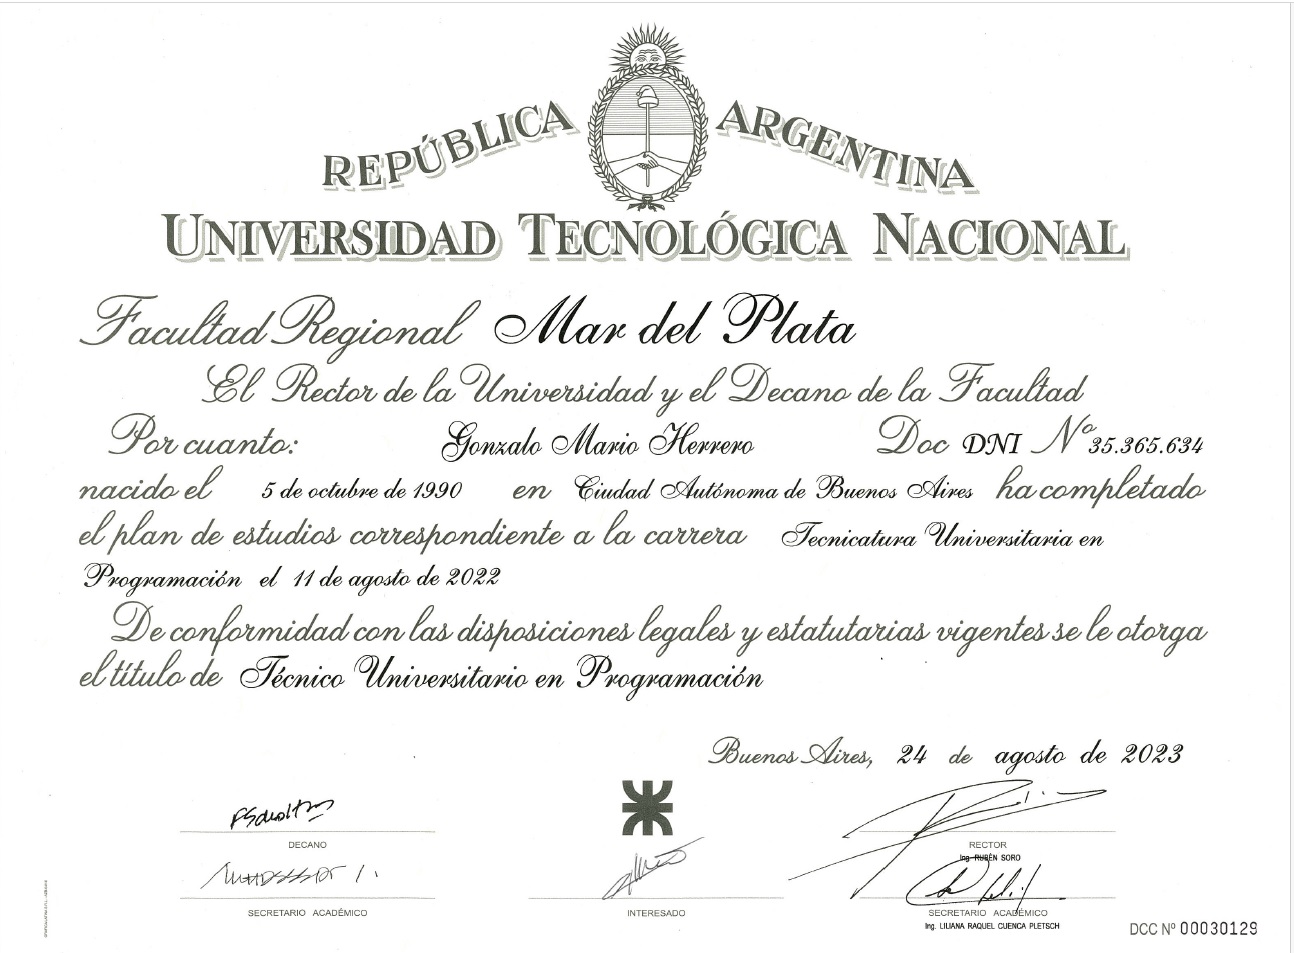 REPÚBLICA ARGENTINA
UNIVERSIDAD TECNOLÓGICA NACIONAL
Facultad Regional Mar del Plata
El Rector de la Universidad y el Decano de la Facultad
Por cuanto: Gonzalo Mario Herrero Doc DNI Nº 35.365.634
nacido el 5 de octubre de 1990 en Ciudad Autónoma de Buenos Aires ha completado
el plan de estudios correspondiente a la carrera Tecnicatura Universitaria en
Programación el 11 de agosto de 2022
De conformidad con las disposiciones legales y estatutarias vigentes se le otorga
el título de Técnico Universitario en Programación
Buenos Aires, 24 de agosto de 2023
DECANO
RECTOR
Ing. RUBÉN SORO
SECRETARIO ACADÉMICO
INTERESADO
SECRETARIO ACADÉMICO
Ing. LILIANA RAQUEL CUENCA PLETSCH
DCC Nº 00030129